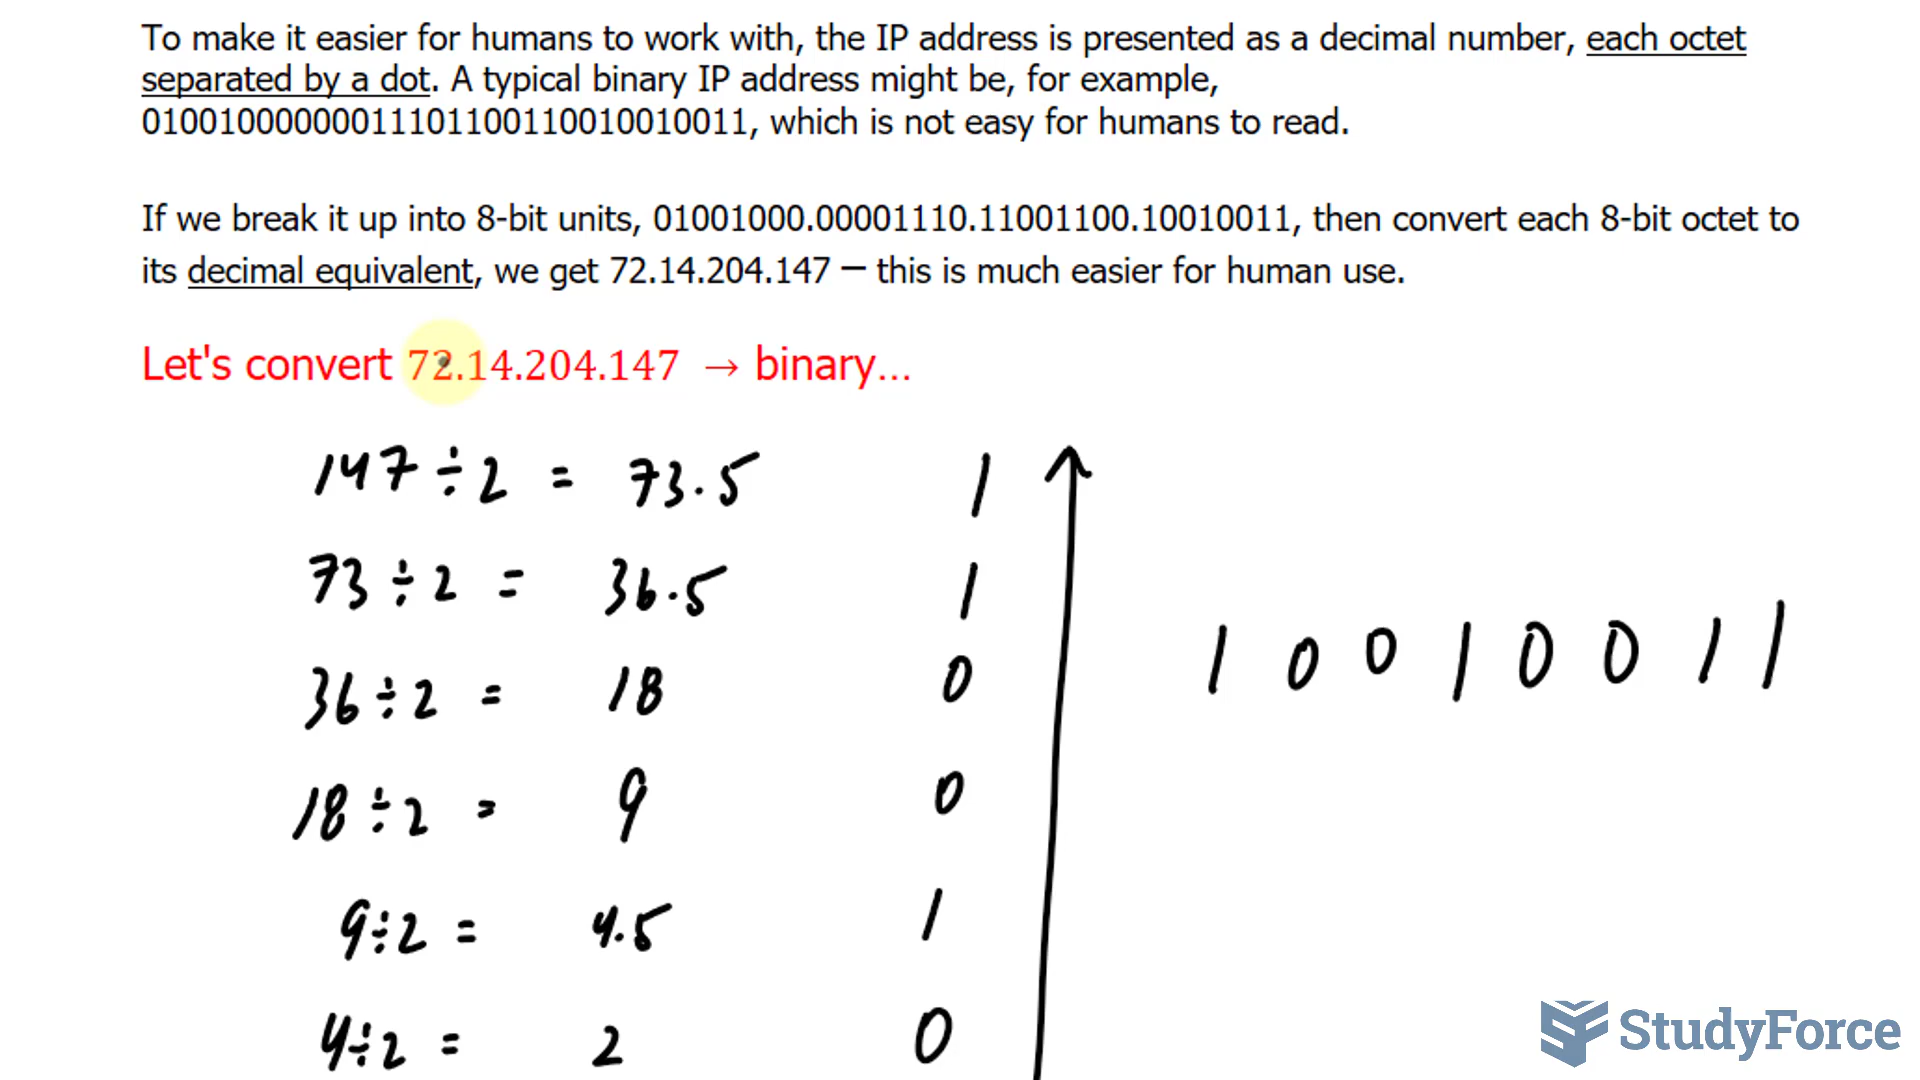 To make it easier for humans to work with, the IP address is presented as a decimal number, each octet
separated by a dot. A typical binary IP address might be, for example,
01001000000011101100110010010011, which is not easy for humans to read.
If we break it up into 8-bit units, 01001000.00001110.11001100.10010011, then convert each 8-bit octet to
its decimal equivalent, we get 72.14.204.147 – this is much easier for human use.
Let's convert 72.14.204.147 → binary...
147 ÷ 2 = 73.5 1
73 ÷ 2 = 36.5 1
36 ÷ 2 = 18 0
1 0 0 1 0 0 1 1
18 ÷ 2 = 9 0
9 ÷ 2 = 4.5 1
4 ÷ 2 = 2 0
StudyForce